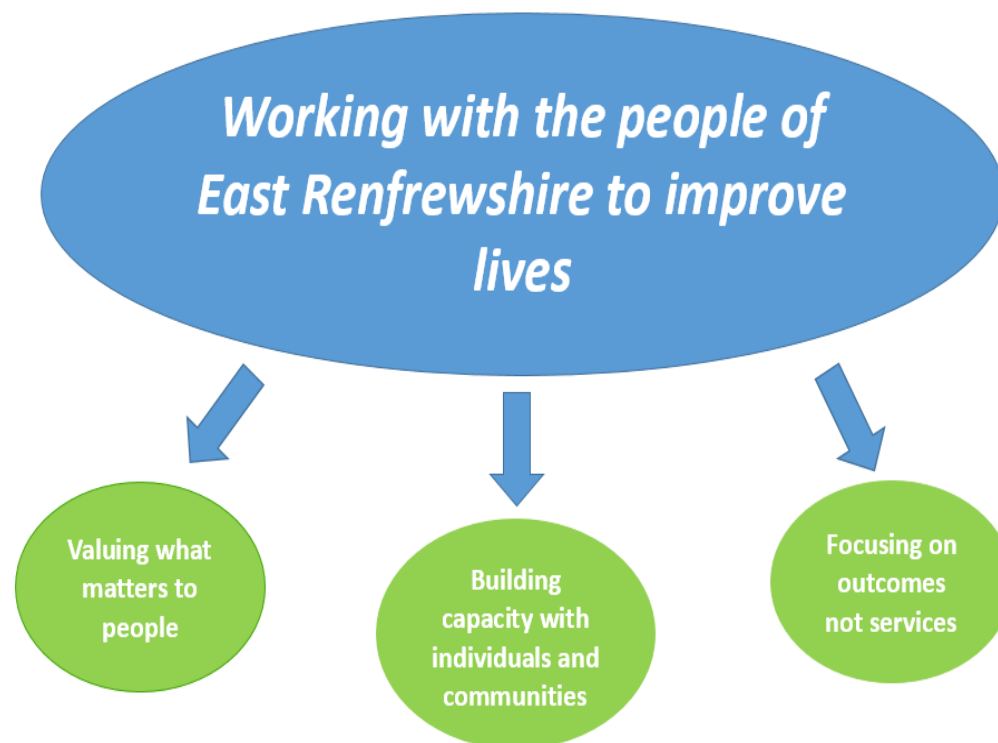 Working with the people of
East Renfrewshire to improve
lives
Valuing what
matters to
people
Building
capacity with
individuals and
communities
Focusing on
outcomes
not services